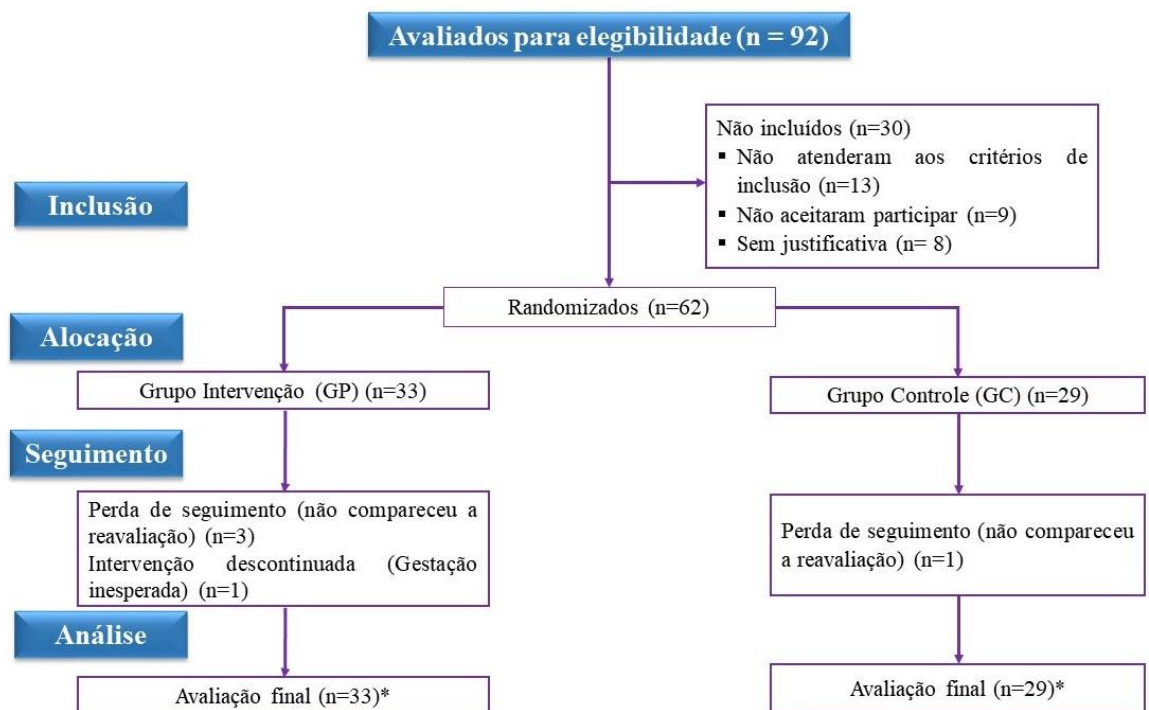 Avaliados para elegibilidade (n = 92)
Não incluídos (n=30)
▪ Não atenderam aos critérios de
inclusão (n=13)
▪ Não aceitaram participar (n=9)
▪ Sem justificativa (n= 8)
Inclusão
Randomizados (n=62)
Alocação
Grupo Intervenção (GP) (n=33)
Grupo Controle (GC) (n=29)
Seguimento
Perda de seguimento (não compareceu a
reavaliação) (n=3)
Intervenção descontinuada (Gestação
inesperada) (n=1)
Perda de seguimento (não compareceu
a reavaliação) (n=1)
Análise
Avaliação final (n=33)*
Avaliação final (n=29)*